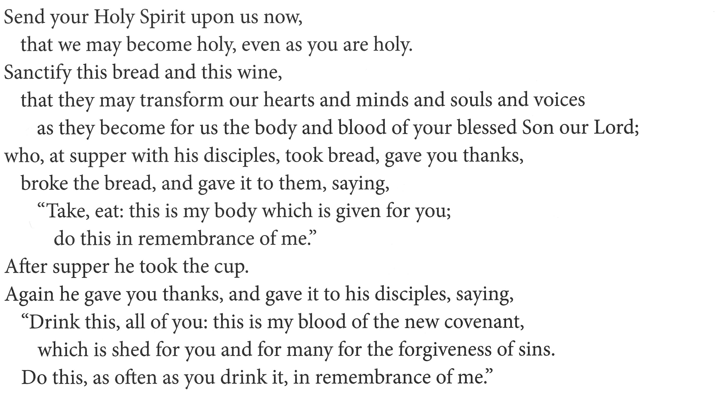 Send your Holy Spirit upon us now,
that we may become holy, even as you are holy.
Sanctify this bread and this wine,
that they may transform our hearts and minds and souls and voices
as they become for us the body and blood of your blessed Son our Lord;
who, at supper with his disciples, took bread, gave you thanks,
broke the bread, and gave it to them, saying,
“Take, eat: this is my body which is given for you;
do this in remembrance of me.”
After supper he took the cup.
Again he gave you thanks, and gave it to his disciples, saying,
“Drink this, all of you: this is my blood of the new covenant,
which is shed for you and for many for the forgiveness of sins.
Do this, as often as you drink it, in remembrance of me.”